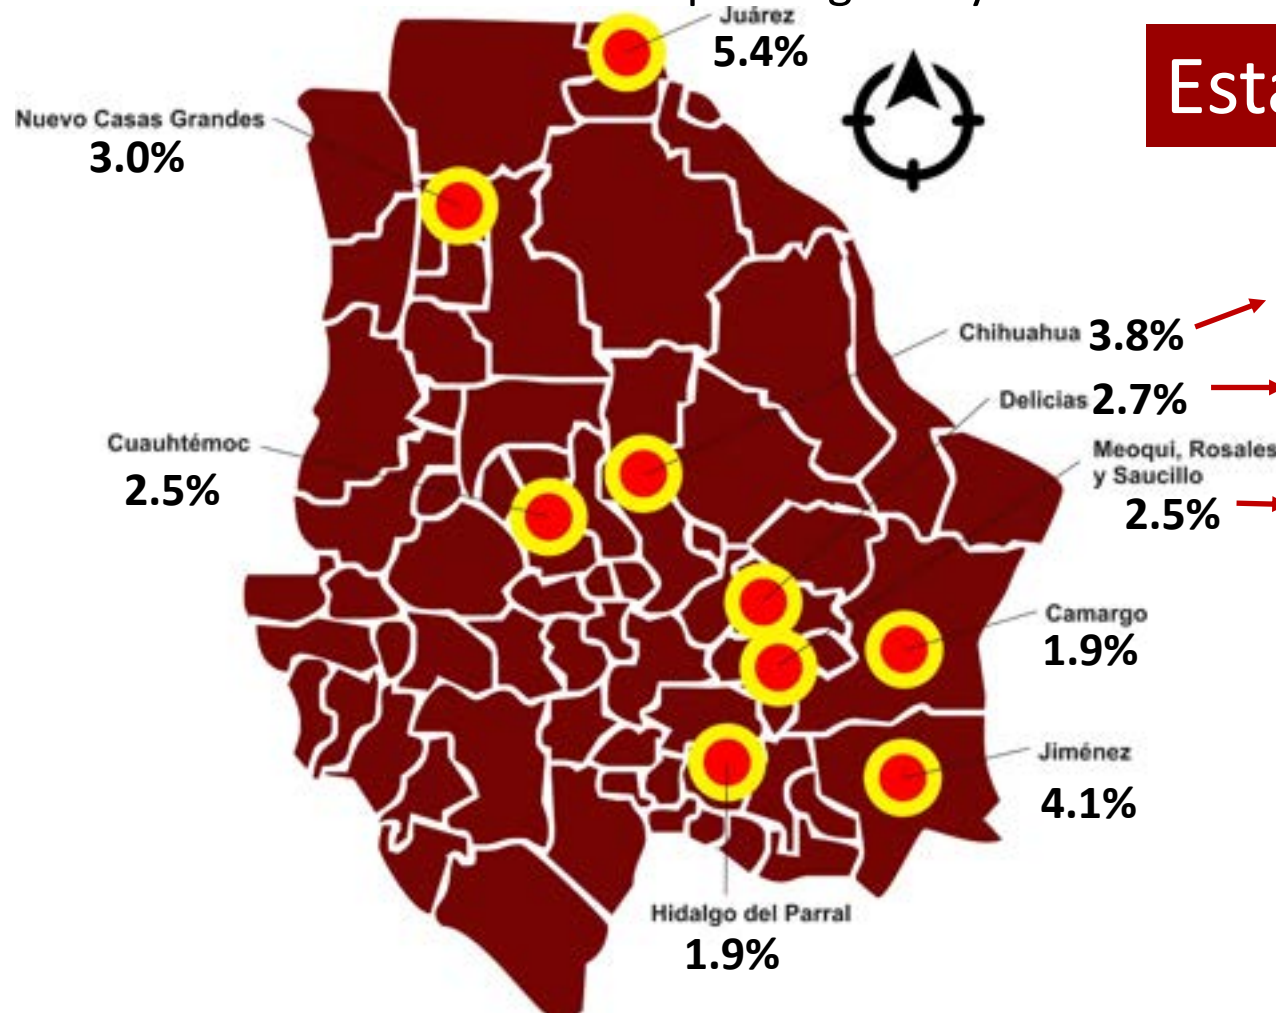 Juárez
5.4%
Esta
Nuevo Casas Grandes
3.0%
Chihuahua 3.8%
Delicias 2.7%
Meoqui, Rosales
y Saucillo
2.5%
Cuauhtémoc
2.5%
Camargo
1.9%
Jiménez
4.1%
Hidalgo del Parral
1.9%